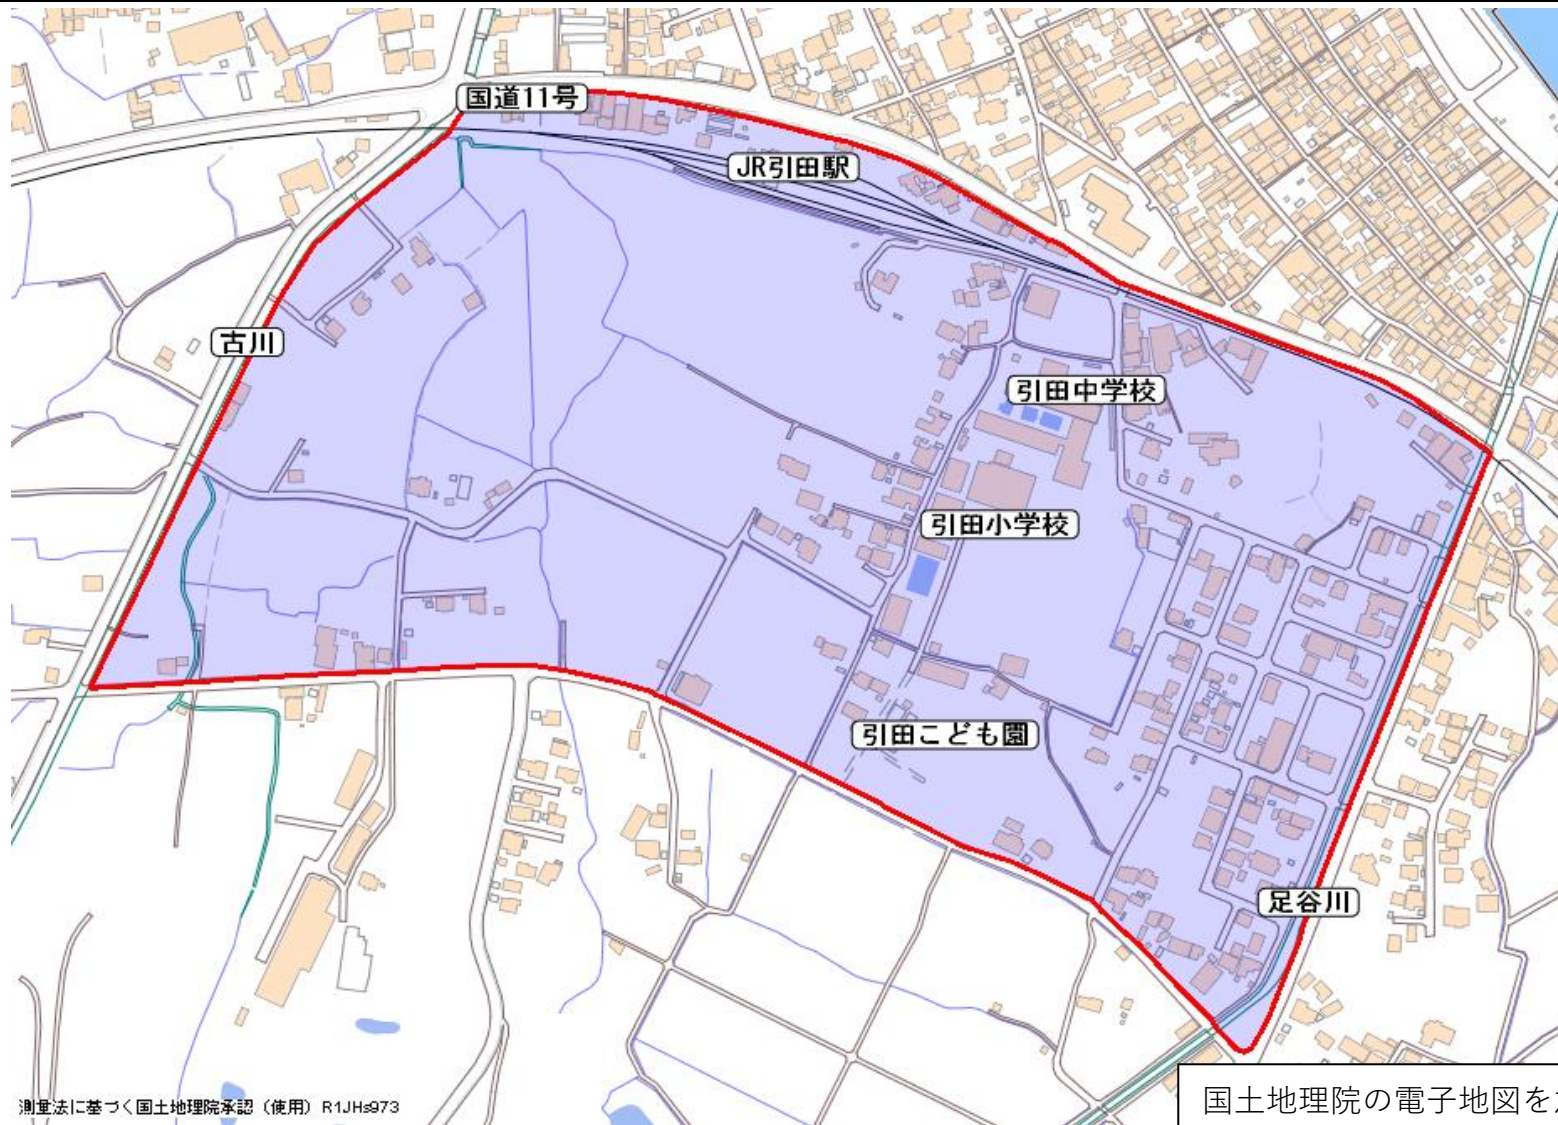 国道11号
JR引田駅
古川
引田中学校
引田小学校
引田こども園
足谷川
測量法に基づく国土地理院承認（使用）R1JHs973
国土地理院の電子地図を